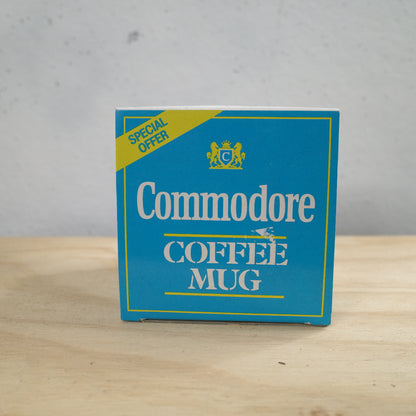 SPECIAL
OFFER
C
Commodore
COFFEE
MUG